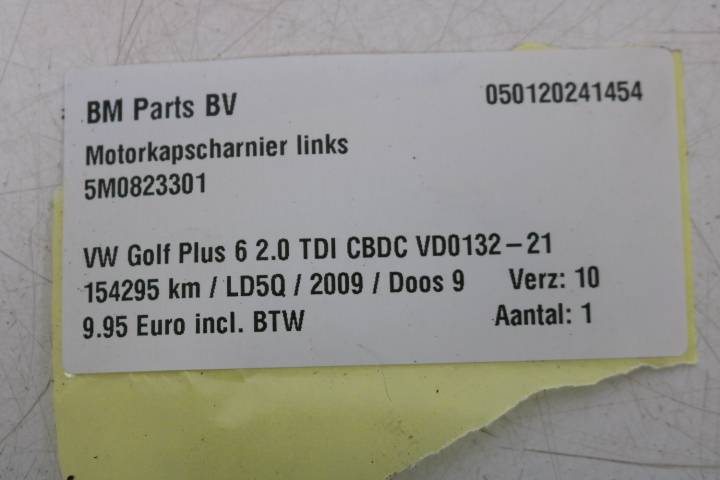 BM Parts BV 050120241454
Motorkapscharnier links
5M0823301
VW Golf Plus 6 2.0 TDI CBDC VD0132-21
154295 km / LD5Q / 2009 / Doos 9 Verz: 10
9.95 Euro incl. BTW Aantal: 1